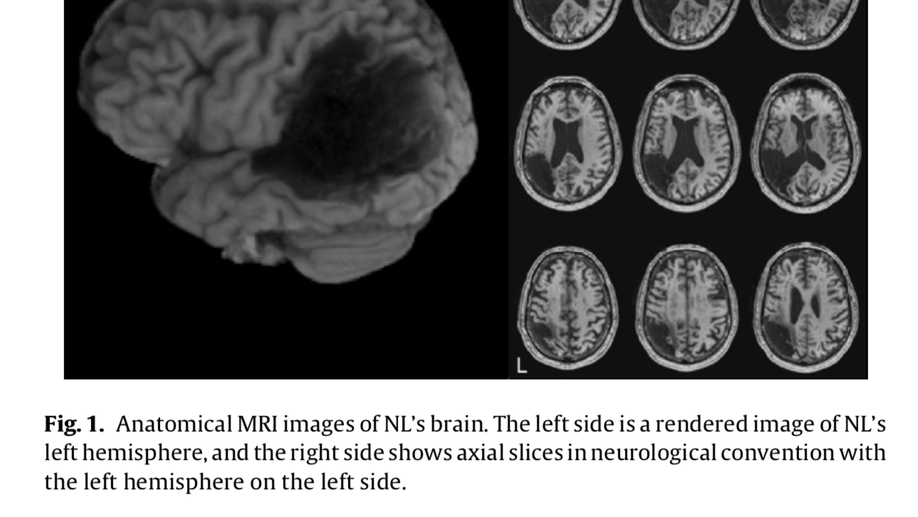 L
Fig. 1. Anatomical MRI images of NL's brain. The left side is a rendered image of NL's
left hemisphere, and the right side shows axial slices in neurological convention with
the left hemisphere on the left side.